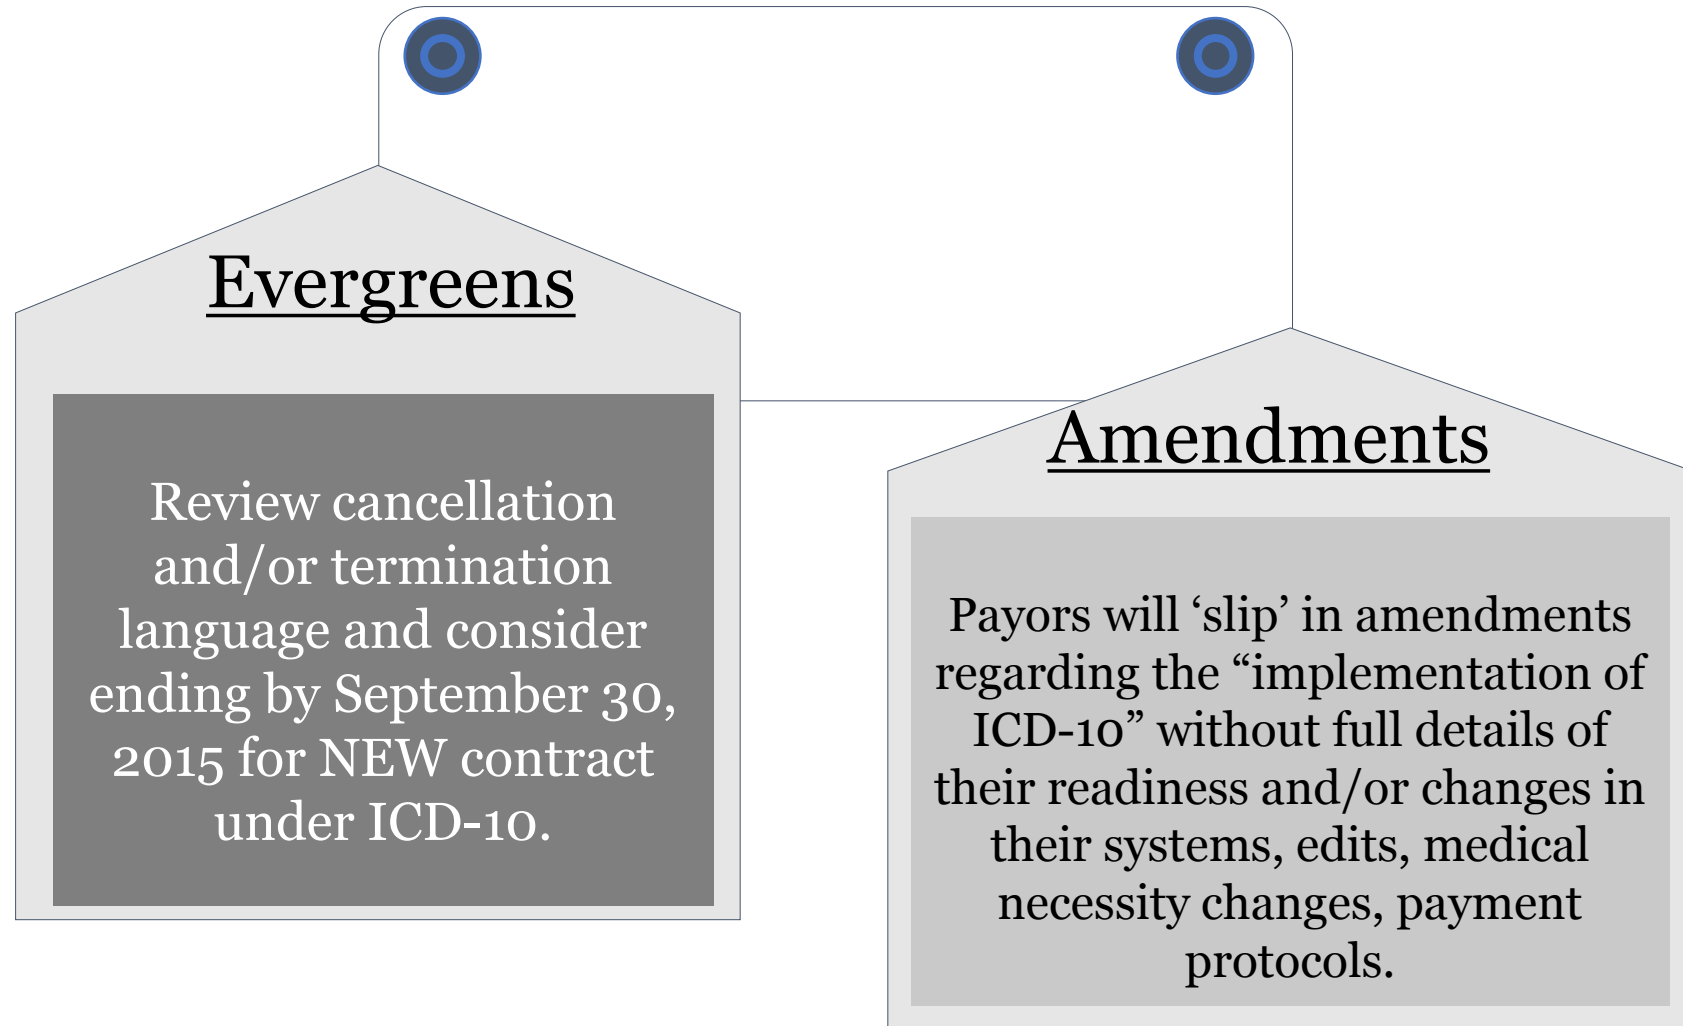 Evergreens
Review cancellation
and/or termination
language and consider
ending by September 30,
2015 for NEW contract
under ICD-10.
Amendments
Payors will ‘slip’ in amendments
regarding the “implementation of
ICD-10” without full details of
their readiness and/or changes in
their systems, edits, medical
necessity changes, payment
protocols.